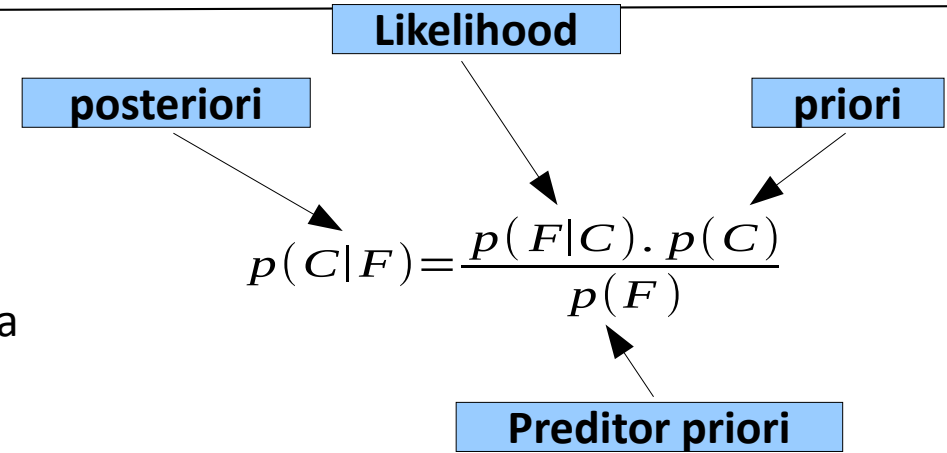 Likelihood
posteriori
priori
p(C|F)=p(F|C). p(C)
p(F)
a
Preditor priori